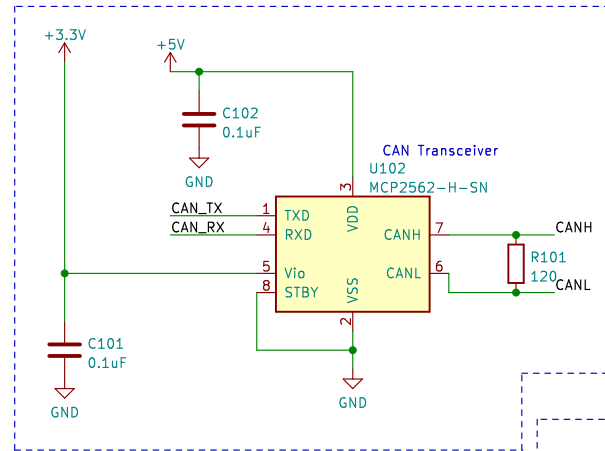 +3.3V
+5V
C102
0.1uF
GND
CAN Transceiver
U102
MCP2562-H-SN
3
VDD
CAN_TX
1
TXD
CAN_RX
4
RXD
CANH
7
CANH
R101
120
5
Vio
CANL
6
CANL
8
STBY
VSS
2
C101
0.1uF
GND
GND